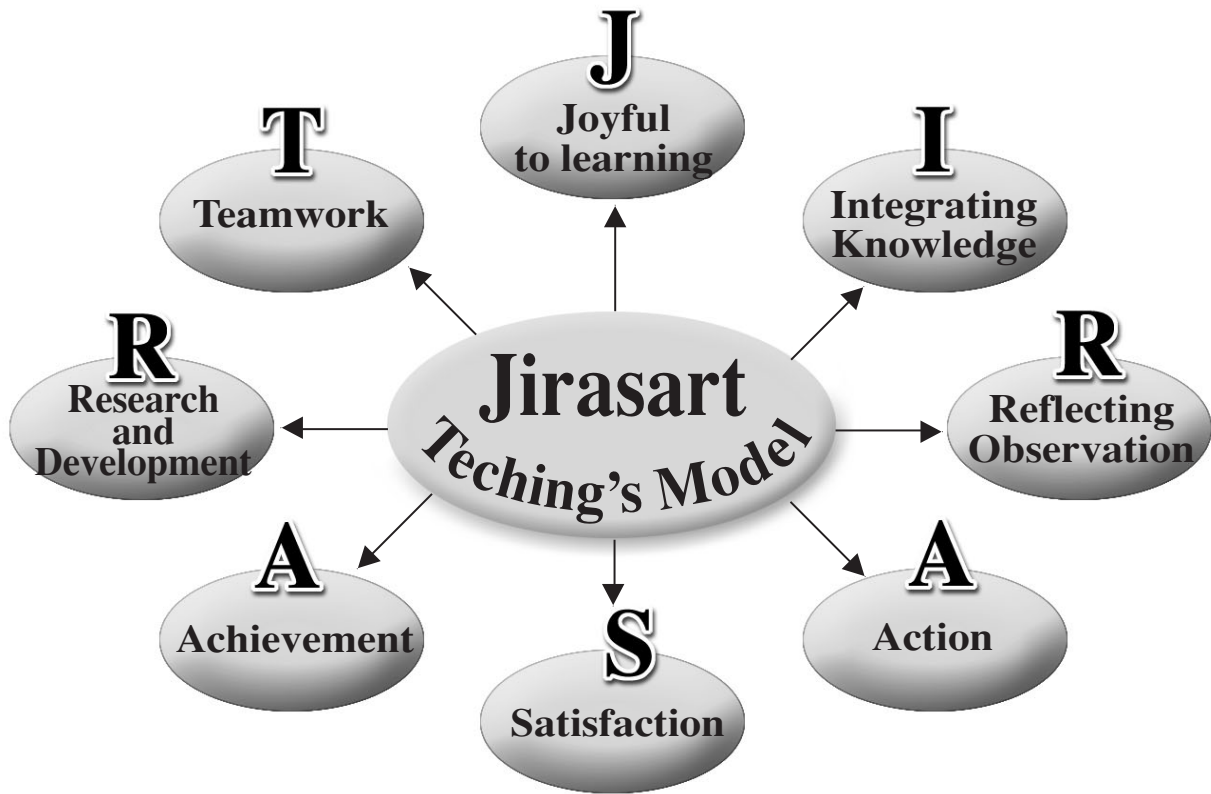 J
Joyful
to learning
I
Integrating
Knowledge
R
Reflecting
Observation
A
Action
S
Satisfaction
A
Achievement
R
Research
and
Development
T
Teamwork
Jirasart
Teching’s Model